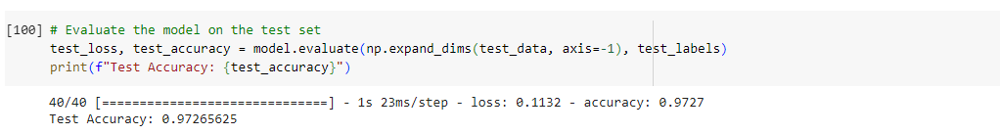 [100] # Evaluate the model on the test set
test_loss, test_accuracy = model.evaluate(np.expand_dims(test_data, axis=-1), test_labels)
print(f"Test Accuracy: {test_accuracy}")
40/40 [==============================] - 1s 23ms/step - loss: 0.1132 - accuracy: 0.9727
Test Accuracy: 0.97265625